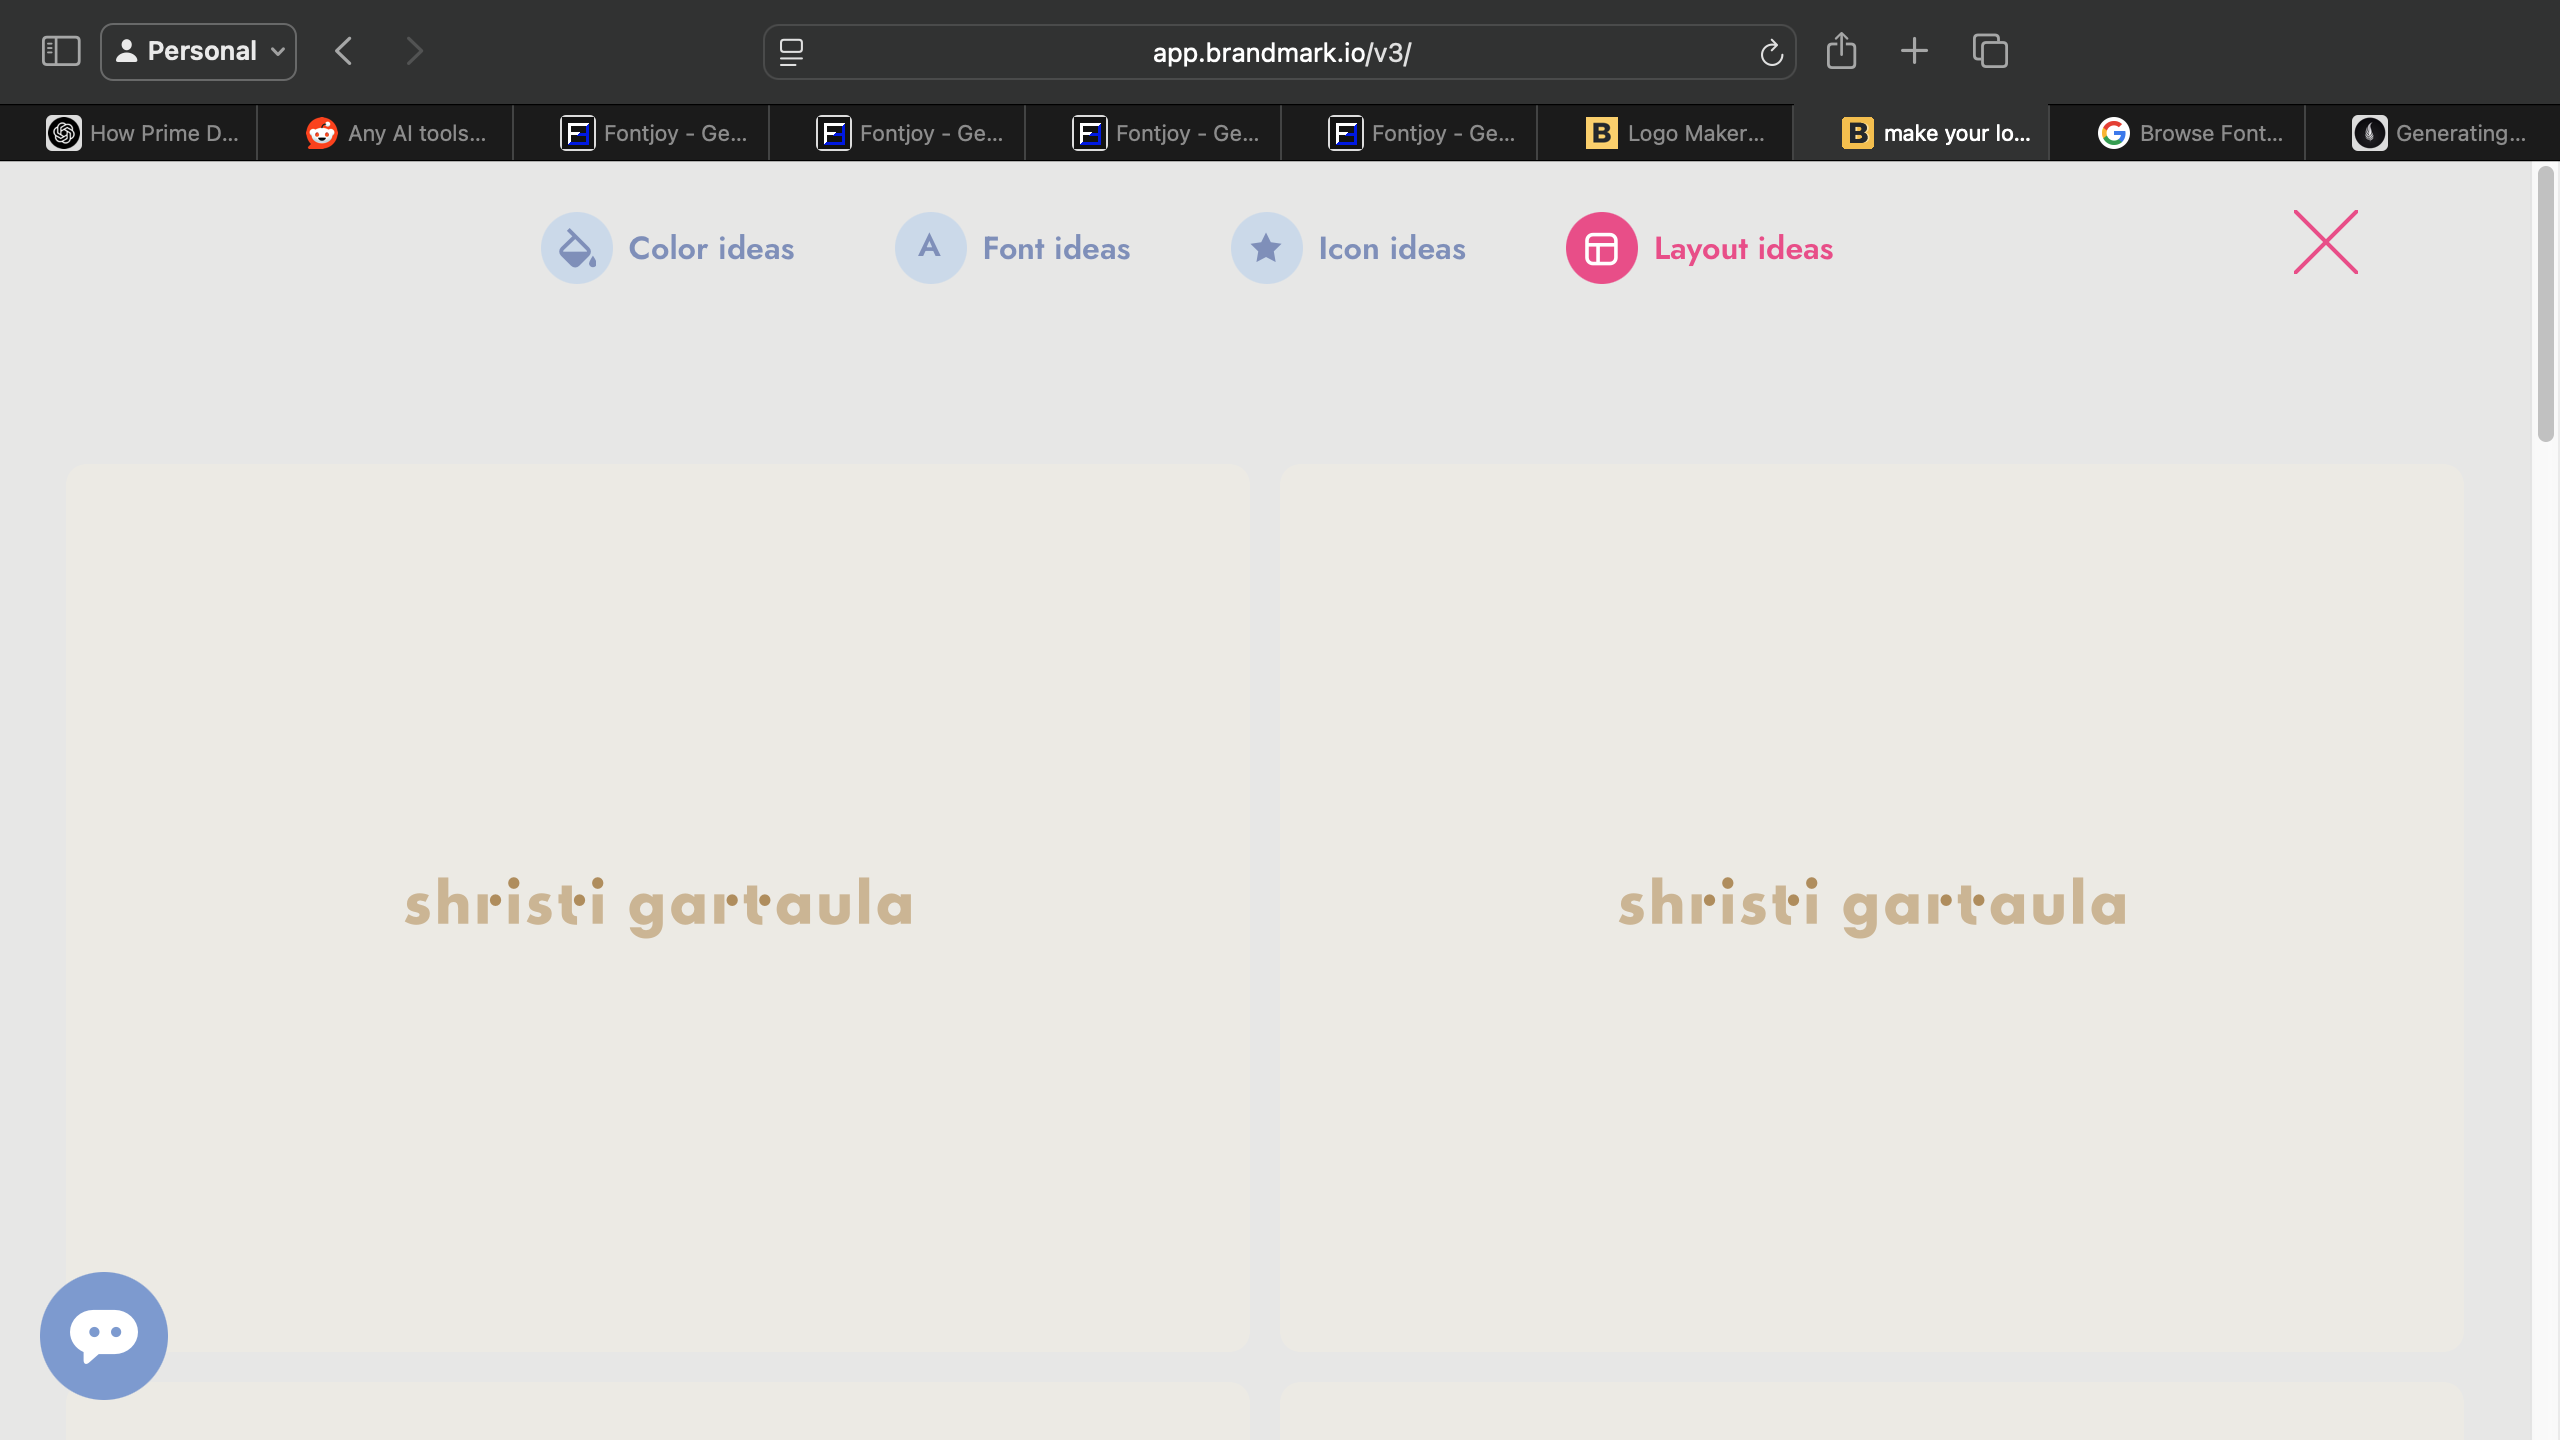 Personal
app.brandmark.io/v3/
How Prime D...
Any AI tools...
Fontjoy - Ge...
Fontjoy - Ge...
Fontjoy - Ge...
Fontjoy - Ge...
B Logo Maker...
B make your lo...
G Browse Font...
Generating...
Color ideas
A Font ideas
Icon ideas
Layout ideas
shristi gartaula
shristi gartaula